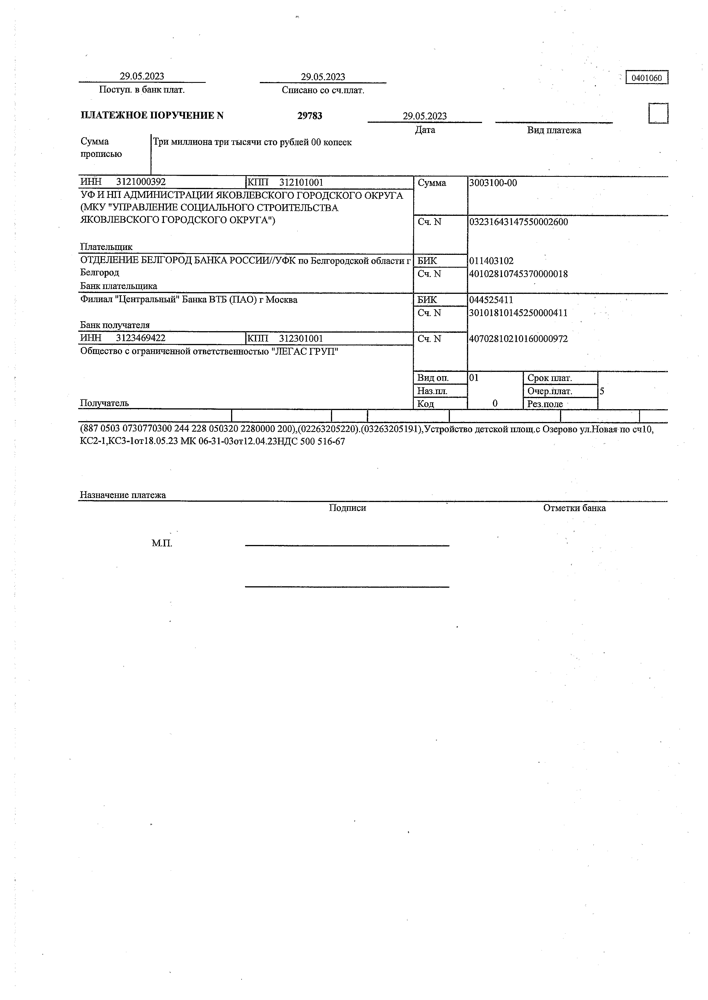 29.05.2023 29.05.2023 0401060
Поступ. в банк плат. Списано со сч.плат.
ПЛАТЕЖНОЕ ПОРУЧЕНИЕ N 29783 29.05.2023
Дата Вид платежа
Сумма Три миллиона три тысячи сто рублей 00 копеек
прописью
ИНН 3121000392 КПП 312101001 Сумма 3003100-00
УФ И НП АДМИНИСТРАЦИИ ЯКОВЛЕВСКОГО ГОРОДСКОГО ОКРУГА
(МКУ "УПРАВЛЕНИЕ СОЦИАЛЬНОГО СТРОИТЕЛЬСТВА
ЯКОВЛЕВСКОГО ГОРОДСКОГО ОКРУГА") Сч. N 03231643147550002600
Плательщик
ОТДЕЛЕНИЕ БЕЛГОРОД БАНКА РОССИИ//УФК по Белгородской области г БИК 011403102
Белгород Сч. N 40102810745370000018
Банк плательщика
Филиал "Центральный" Банка ВТБ (ПАО) г Москва БИК 044525411
Сч. N 30101810145250000411
Банк получателя
ИНН 3123469422 КПП 312301001 Сч. N 40702810210160000972
Общество с ограниченной ответственностью "ЛЕГАС ГРУП"
Вид оп. 01 Срок плат.
Наз.пл. Очер.плат. 5
Получатель Код 0 Рез.поле
(887 0503 0730770300 244 228 050320 2280000 200),(02263205220).(03263205191),Устройство детской площ.с Озерово ул.Новая по сч10,
КС2-1,КС3-1от18.05.23 МК 06-31-03от12.04.23НДС 500 516-67
Назначение платежа
Подписи Отметки банка
М.П.